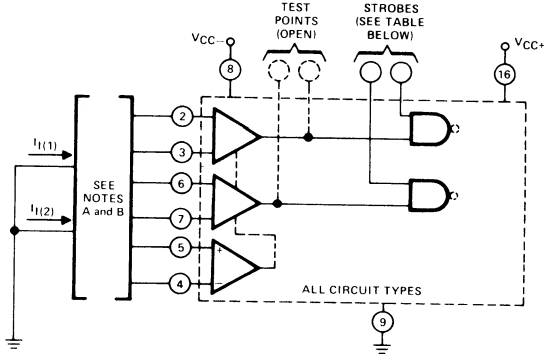 TEST
POINTS
(OPEN)
STROBES
(SEE TABLE
BELOW)
VCC−
VCC+
8
16
2
3
6
7
5
4
II(1)
II(2)
SEE
NOTES
A and B
+
−
ALL CIRCUIT TYPES
9